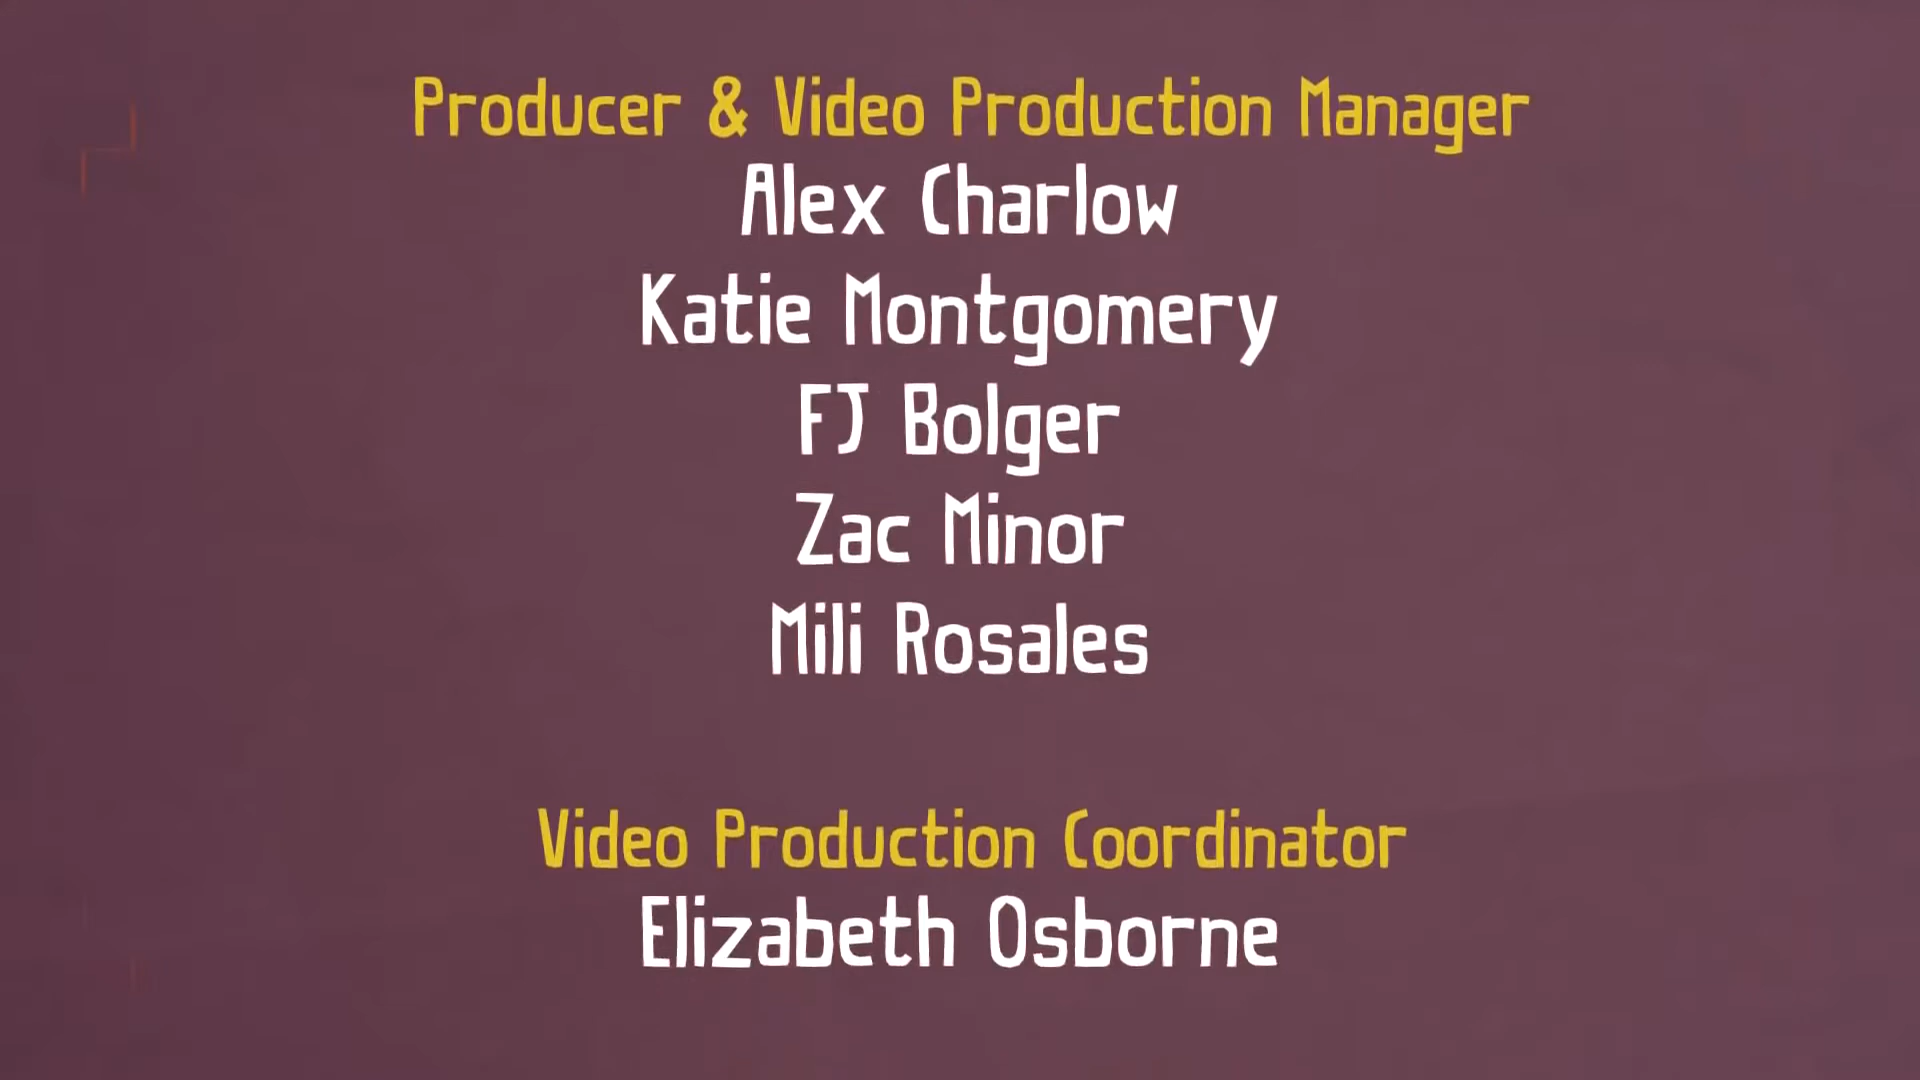 Producer & Video Production Manager
Alex Charlow
Katie Montgomery
FJ Bolger
Zac Minor
Mili Rosales
Video Production Coordinator
Elizabeth Osborne